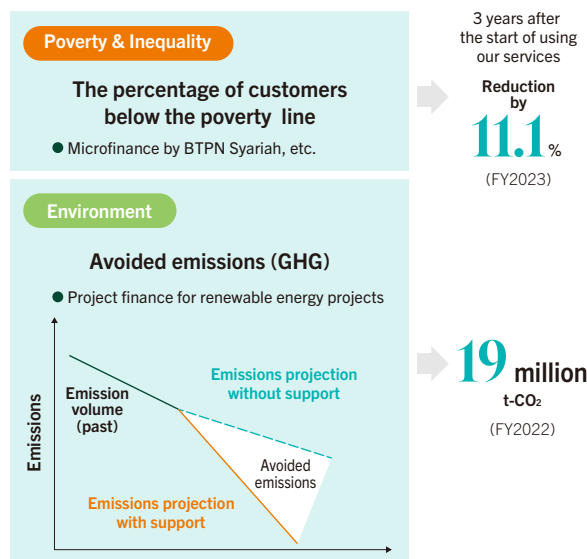 Poverty & Inequality
The percentage of customers
below the poverty line
● Microfinance by BTPN Syariah, etc.
3 years after
the start of using
our services
Reduction
by
11.1%
(FY2023)
Environment
Avoided emissions (GHG)
● Project finance for renewable energy projects
Emissions
Emission
volume
(past)
Emissions projection
without support
Avoided
emissions
Emissions projection
with support
19 million
t-CO₂
(FY2022)